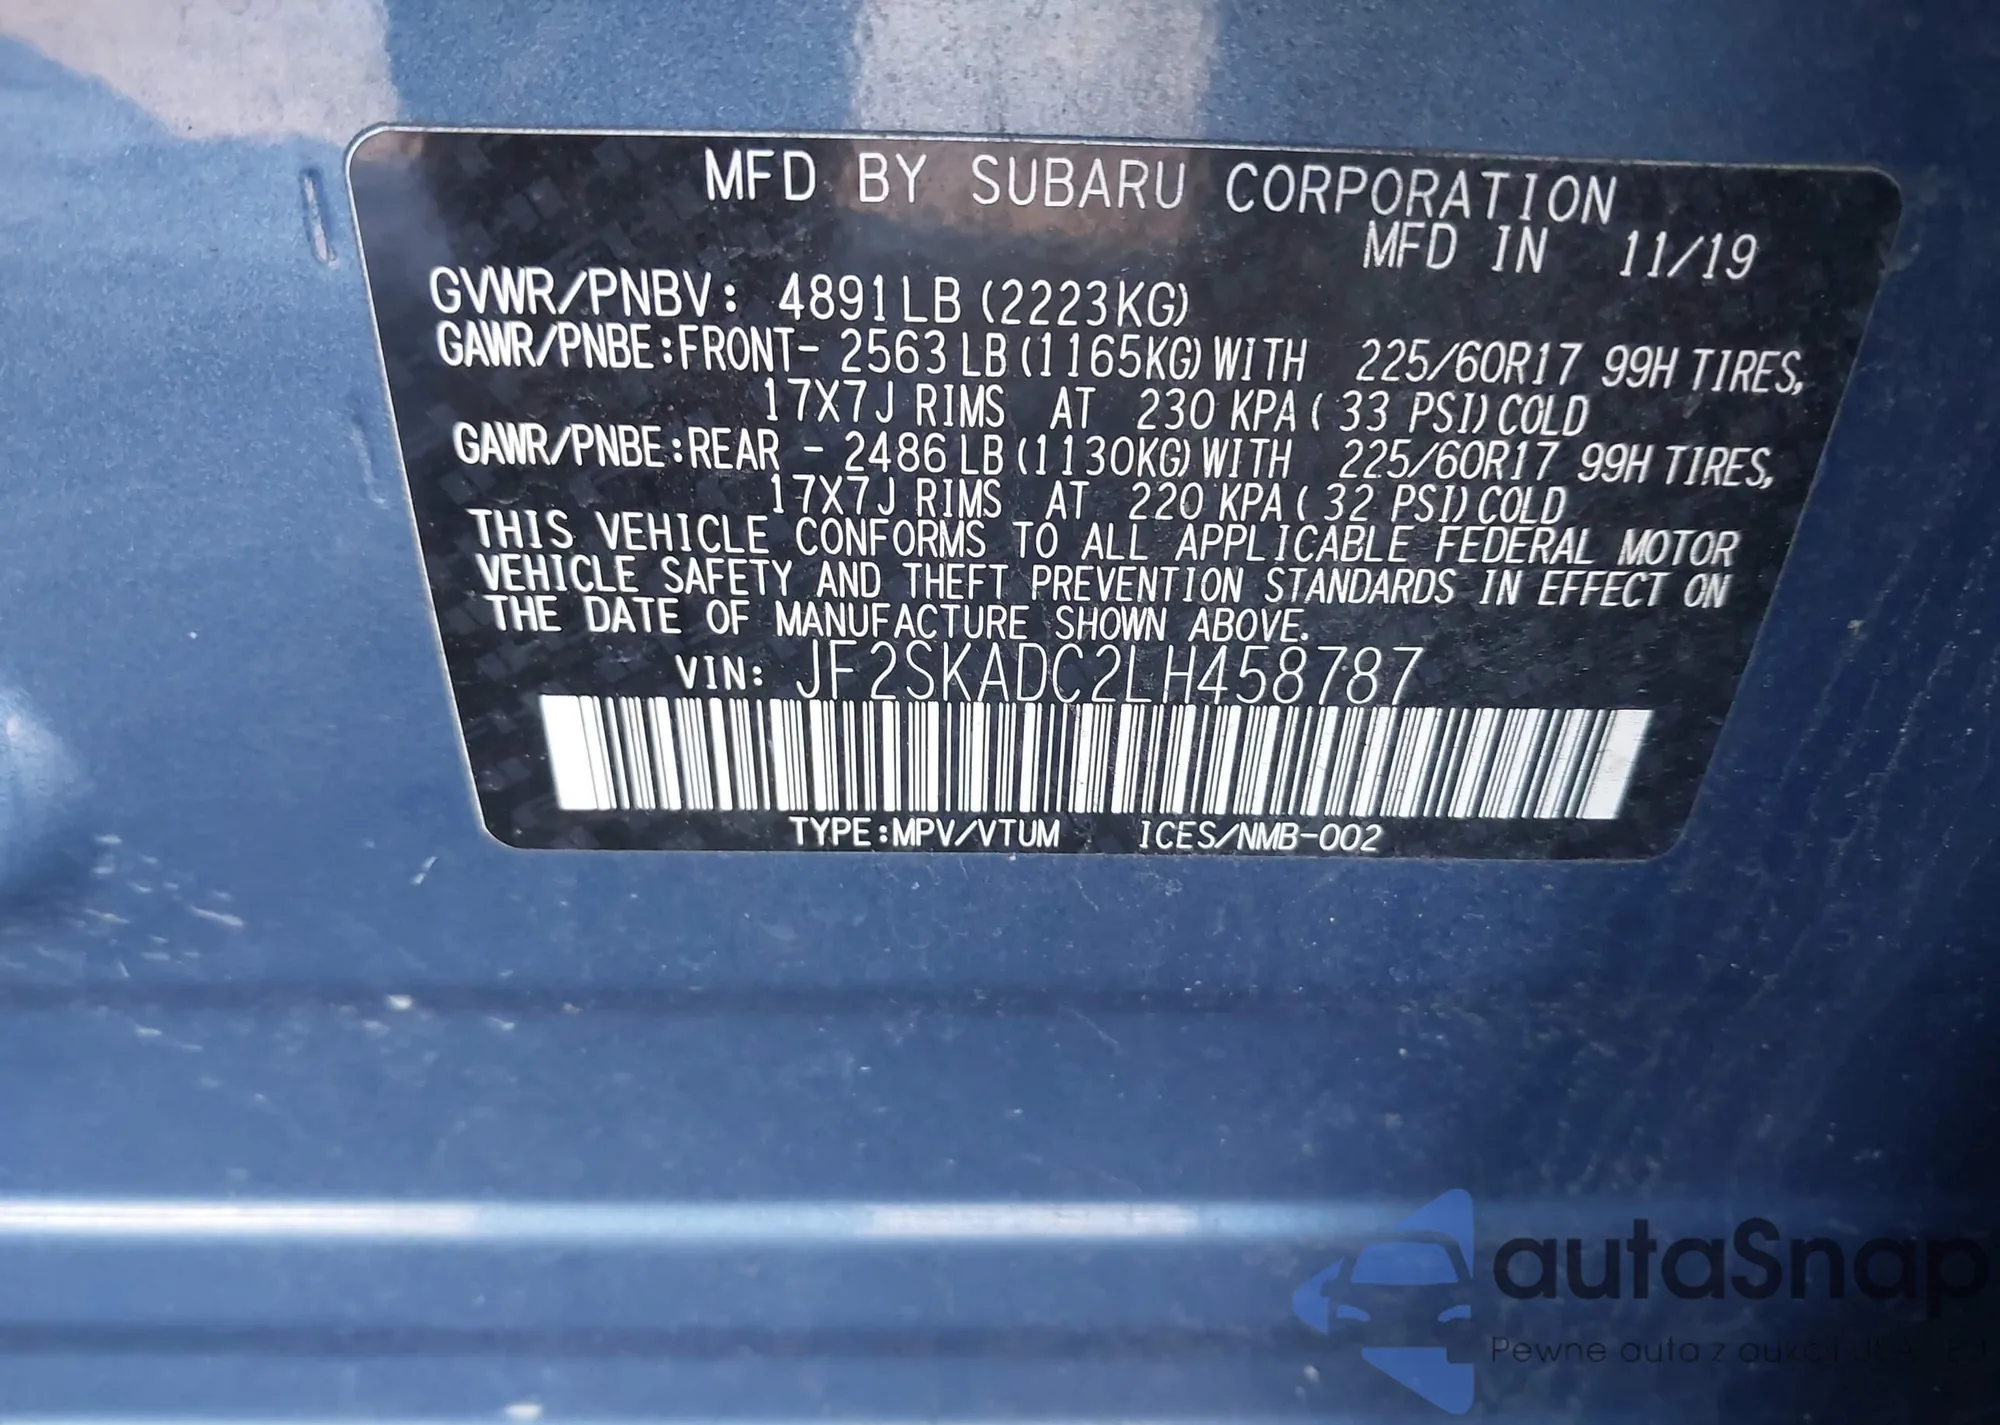 MFD BY SUBARU CORPORATION
MFD IN 11/19
GVWR/PNBV: 4891LB (2223KG)
GAWR/PNBE:FRONT- 2563 LB (1165KG) WITH 225/60R17 99H TIRES,
17X7J RIMS AT 230 KPA ( 33 PSI) COLD
GAWR/PNBE:REAR - 2486 LB (1130KG) WITH 225/60R17 99H TIRES,
17X7J RIMS AT 220 KPA ( 32 PSI) COLD
THIS VEHICLE CONFORMS TO ALL APPLICABLE FEDERAL MOTOR
VEHICLE SAFETY AND THEFT PREVENTION STANDARDS IN EFFECT ON
THE DATE OF MANUFACTURE SHOWN ABOVE.
VIN: JF2SKADC2LH458787
TYPE:MPV/VTUM ICES/NMB-002
autaSnap
Pewne auta z aukcji